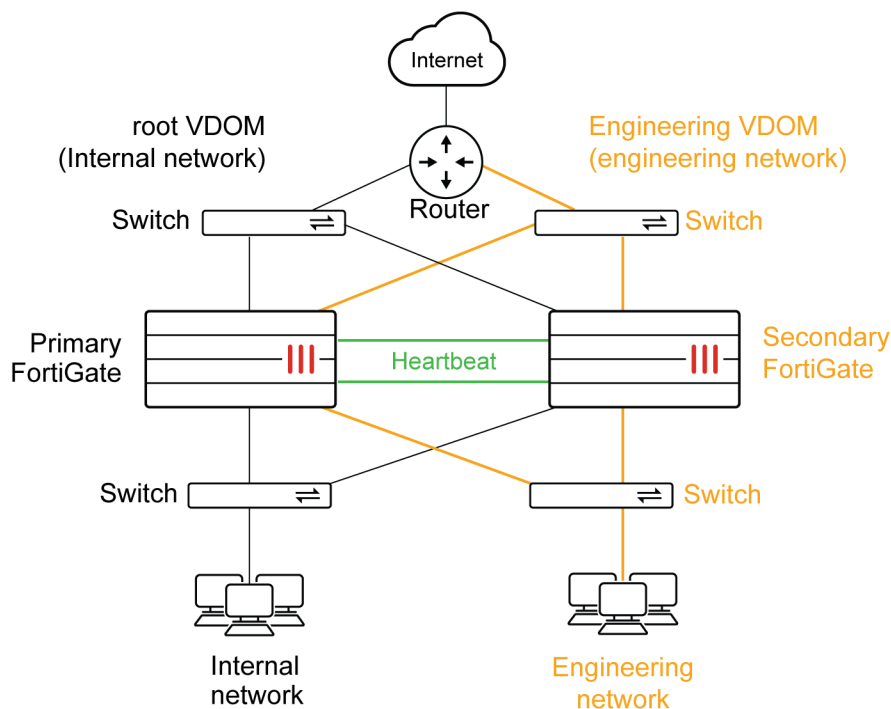 Internet
root VDOM
(Internal network)
Engineering VDOM
(engineering network)
Router
Switch
Switch
Primary
FortiGate
Heartbeat
Secondary
FortiGate
Switch
Switch
Internal
network
Engineering
network